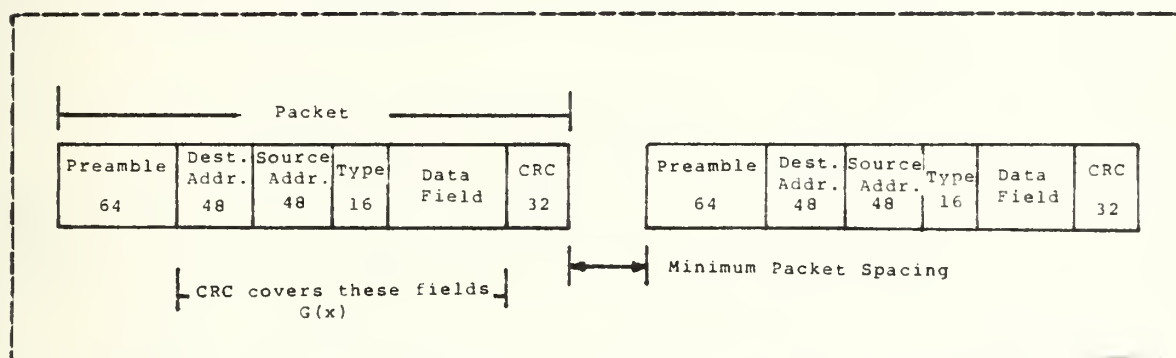 Packet
Preamble 64 Dest. Addr. 48 Source Addr. 48 Type 16 Data Field CRC 32
Preamble 64 Dest. Addr. 48 Source Addr. 48 Type 16 Data Field CRC 32
Minimum Packet Spacing
CRC covers these fields
G(x)